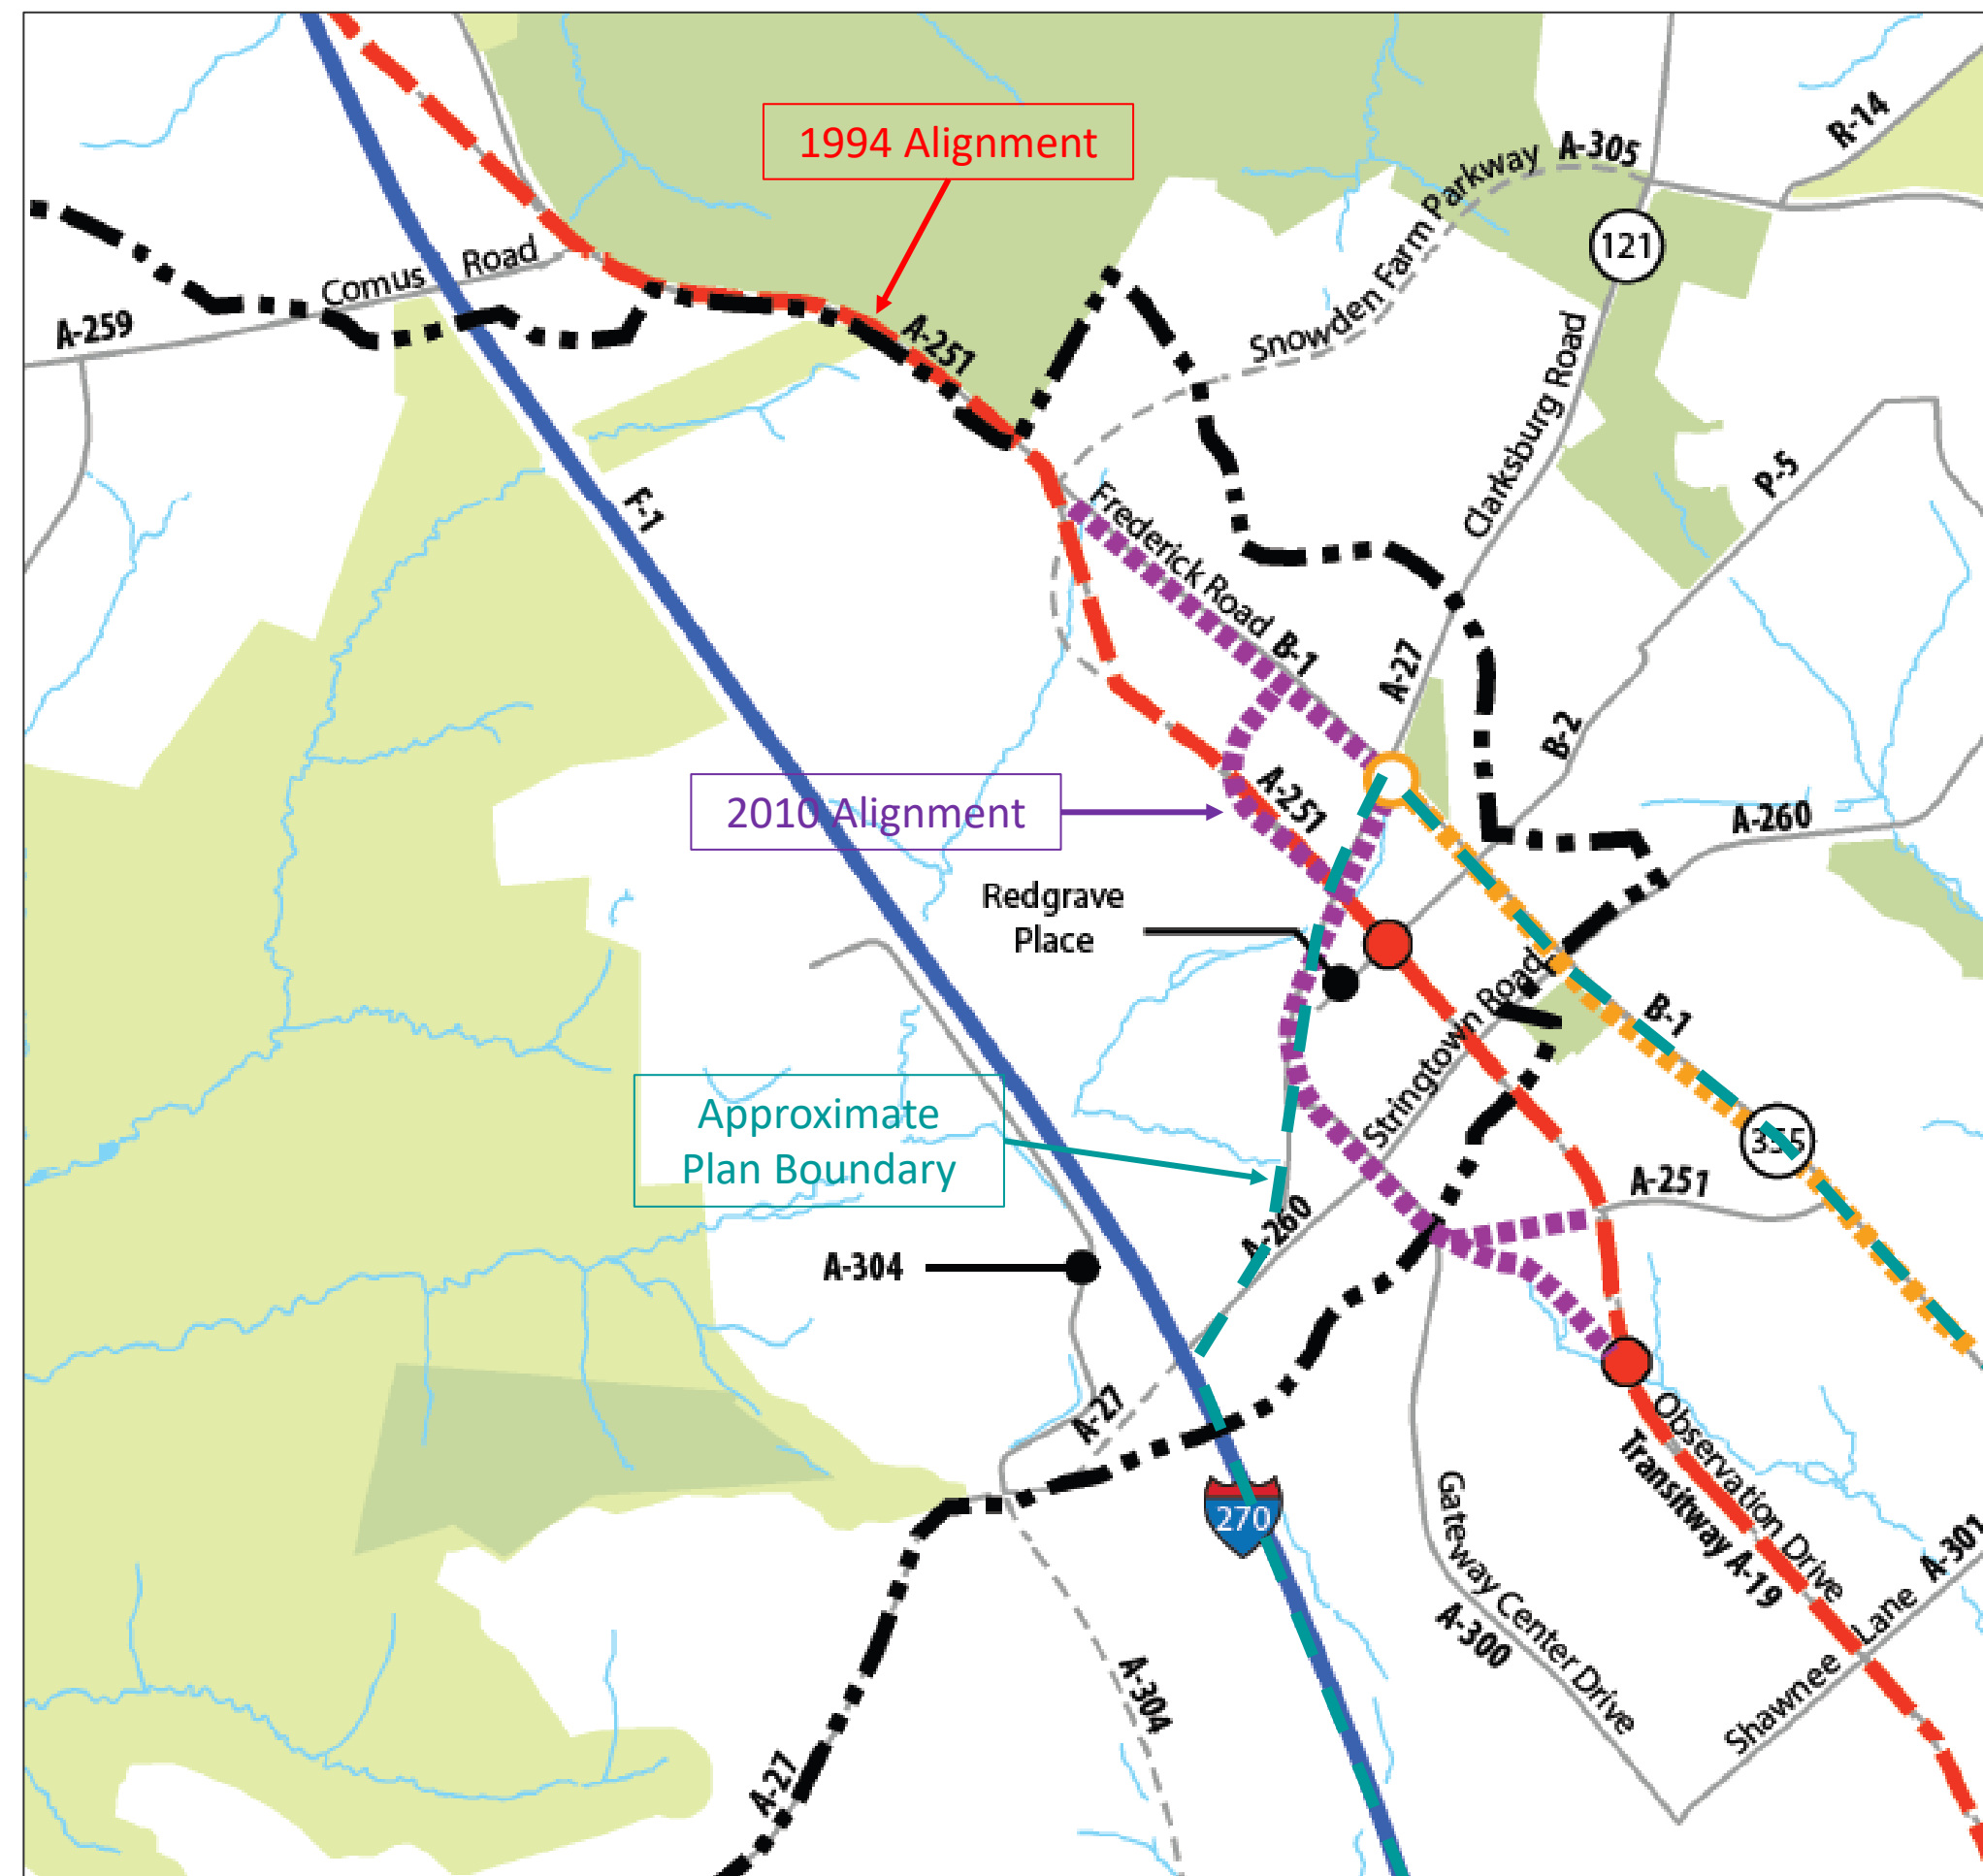 1994 Alignment
R-14
A-305
Snowden Farm Parkway
121
Comus Road
A-259
A-251
Clarksburg Road
P-5
F-1
Frederick Road
B-1
A-27
B-2
2010 Alignment
A-251
A-260
Redgrave
Place
Stringtown Road
B-1
Approximate
Plan Boundary
355
A-251
A-260
A-304
A-27
270
Observation Drive
Transitway A-19
Gateway Center Drive
A-300
A-301
Shawnee Lane
A-304
A-27